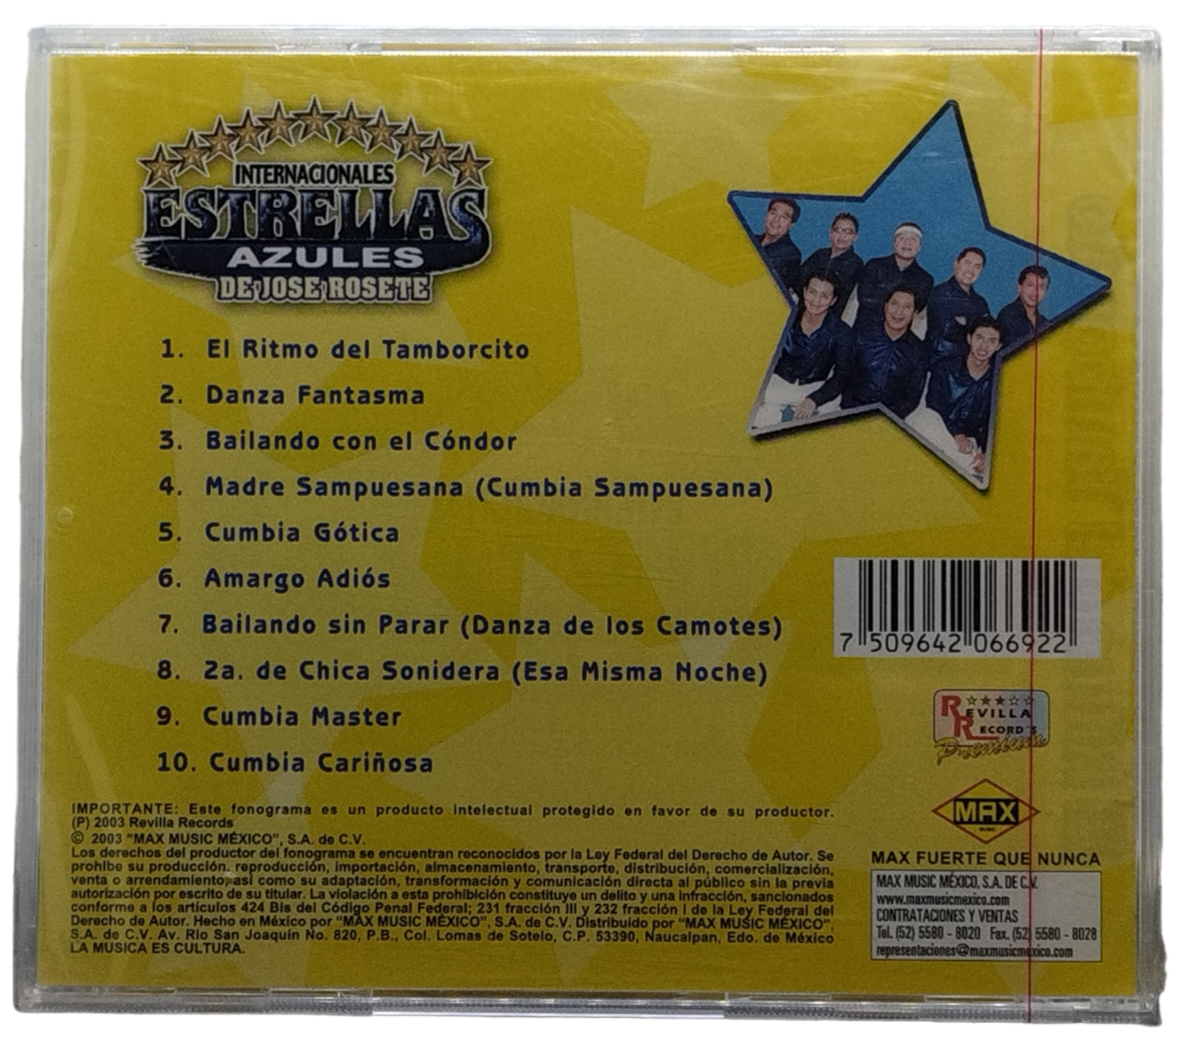 INTERNACIONALES
ESTRELLAS
AZULES
DE JOSE ROSETE
1. El Ritmo del Tamborcito
2. Danza Fantasma
3. Bailando con el Cóndor
4. Madre Sampuesana (Cumbia Sampuesana)
5. Cumbia Gótica
6. Amargo Adiós
7. Bailando sin Parar (Danza de los Camotes)
8. 2a. de Chica Sonidera (Esa Misma Noche)
9. Cumbia Master
10. Cumbia Cariñosa
7 509642 066922
REVILLA
RECORD'S
Premium
MAX
MUSIC
MAX FUERTE QUE NUNCA
MAX MUSIC MÉXICO, S.A. DE C.V.
www.maxmusicmexico.com
CONTRATACIONES Y VENTAS
Tel. (52) 5580 - 8020 Fax. (52) 5580 - 8028
representaciones@maxmusicmexico.com
IMPORTANTE: Este fonograma es un producto intelectual protegido en favor de su productor.
(P) 2003 Revilla Records
© 2003 "MAX MUSIC MÉXICO", S.A. de C.V.
Los derechos del productor del fonograma se encuentran reconocidos por la Ley Federal del Derecho de Autor. Se
prohibe su producción, reproducción, importación, almacenamiento, transporte, distribución, comercialización,
venta o arrendamiento, así como su adaptación, transformación y comunicación directa al público sin la previa
autorización por escrito de su titular. La violación a esta prohibición constituye un delito y una infracción, sancionados
conforme a los artículos 424 Bis del Código Penal Federal; 231 fracción III y 232 fracción I de la Ley Federal del
Derecho de Autor. Hecho en México por "MAX MUSIC MÉXICO", S.A. de C.V. Distribuido por "MAX MUSIC MÉXICO",
S.A. de C.V. Av. Río San Joaquín No. 820, P.B., Col. Lomas de Sotelo, C.P. 53390, Naucalpan, Edo. de México
LA MUSICA ES CULTURA.